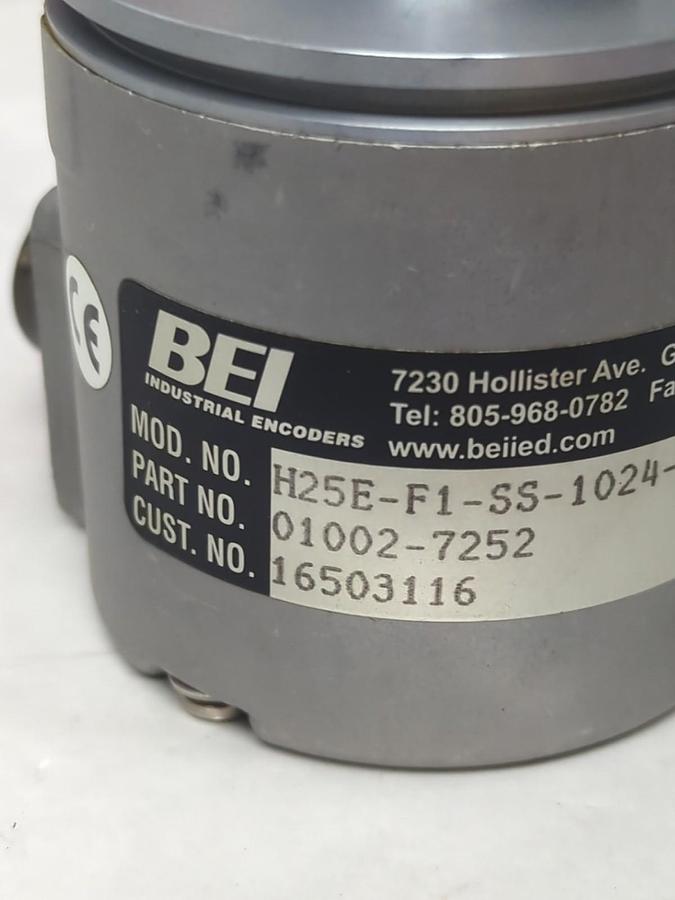 CE
BEI
INDUSTRIAL ENCODERS
7230 Hollister Ave. G
Tel: 805-968-0782 Fa
www.beiied.com
MOD. NO. H25E-F1-SS-1024-
PART NO. 01002-7252
CUST. NO. 16503116